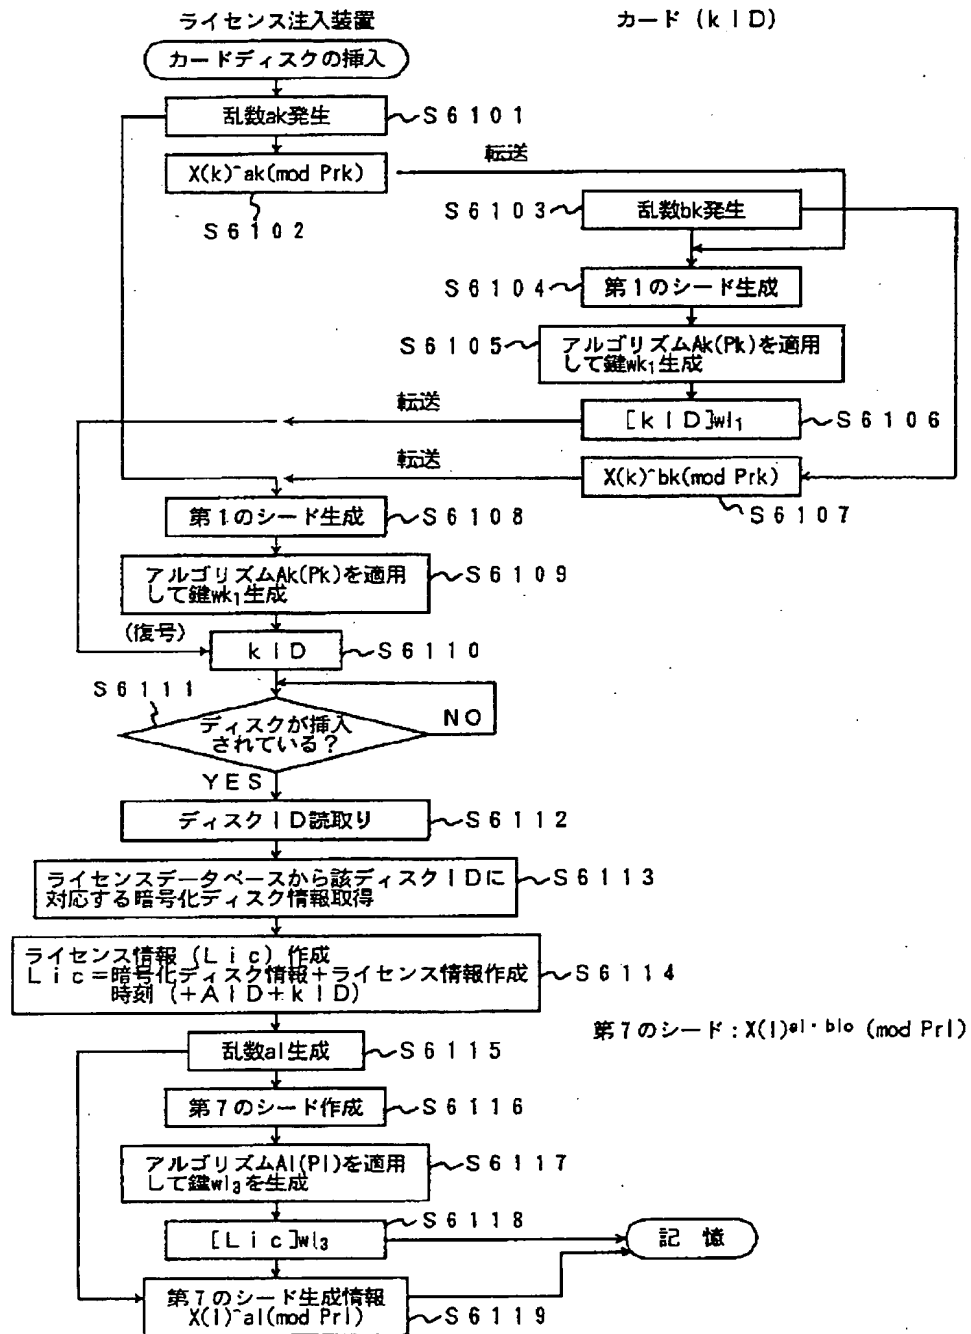 ライセンス注入装置
カード (kID)
カードディスクの挿入
乱数ak発生
S6101
転送
X(k)^ak(mod Prk)
S6102
S6103
乱数bk発生
S6104
第1のシード生成
S6105
アルゴリズムAk(Pk)を適用
して鍵wk₁生成
転送
[kID]wl₁
S6106
転送
X(k)^bk(mod Prk)
S6107
第1のシード生成
S6108
アルゴリズムAk(Pk)を適用
して鍵wk₁生成
S6109
(復号)
kID
S6110
S6111
ディスクが挿入
されている?
NO
YES
ディスクID読取り
S6112
ライセンスデータベースから該ディスクIDに
対応する暗号化ディスク情報取得
S6113
ライセンス情報 (Lic) 作成
Lic=暗号化ディスク情報+ライセンス情報作成
時刻 (+AID+kID)
S6114
第7のシード:X(l)^al・blo (mod Prl)
乱数al生成
S6115
第7のシード作成
S6116
アルゴリズムAl(Pl)を適用
して鍵wl₃を生成
S6117
[Lic]wl₃
S6118
記憶
第7のシード生成情報
X(l)^al(mod Prl)
S6119